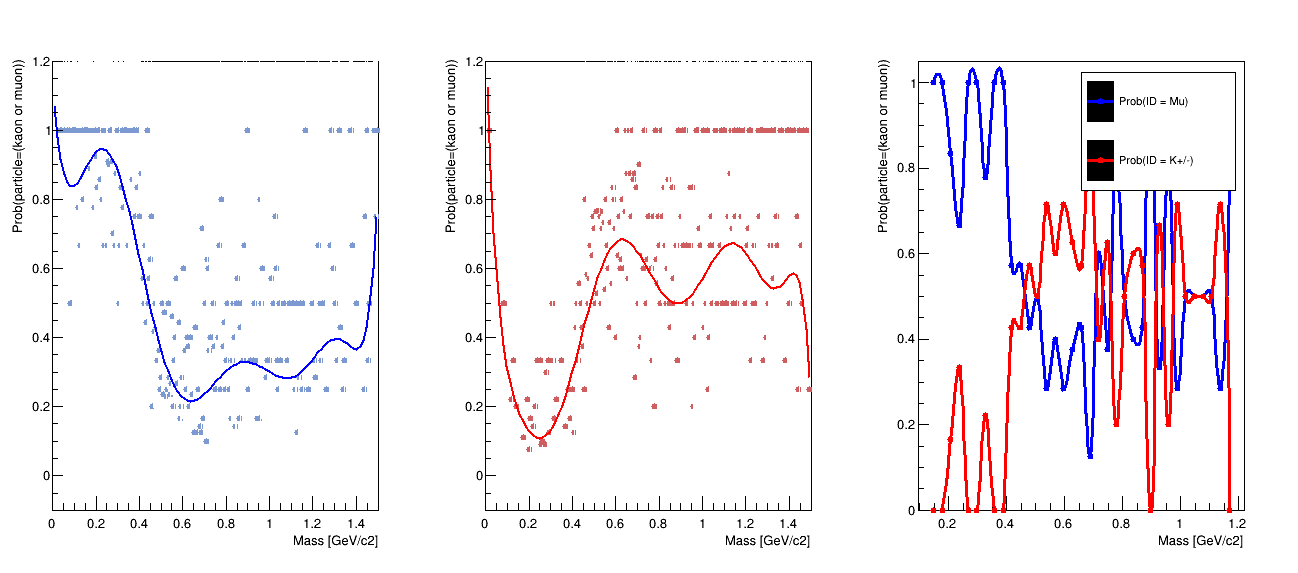 Prob(particle=(kaon or muon))
1.2
1
0.8
0.6
0.4
0.2
0
0 0.2 0.4 0.6 0.8 1 1.2 1.4
Mass [GeV/c2]
Prob(particle=(kaon or muon))
1.2
1
0.8
0.6
0.4
0.2
0
0 0.2 0.4 0.6 0.8 1 1.2 1.4
Mass [GeV/c2]
Prob(particle=(kaon or muon))
1
0.8
0.6
0.4
0.2
0
0.2 0.4 0.6 0.8 1 1.2
Mass [GeV/c2]
Prob(ID = Mu)
Prob(ID = K+/-)